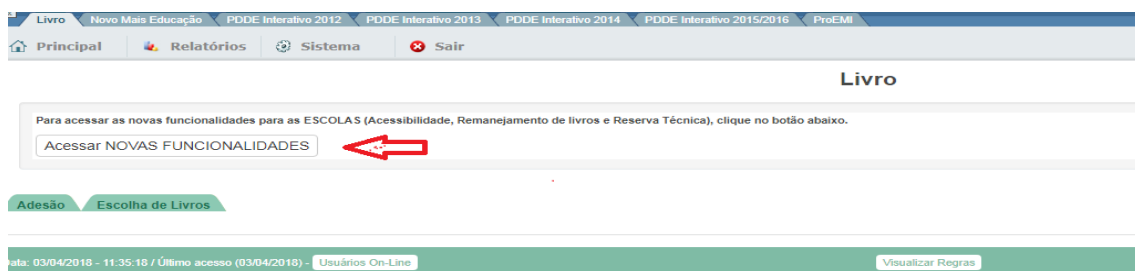 Livro Novo Mais Educação PDDE Interativo 2012 PDDE Interativo 2013 PDDE Interativo 2014 PDDE Interativo 2015/2016 ProEMI
Principal Relatórios Sistema Sair
Livro
Para acessar as novas funcionalidades para as ESCOLAS (Acessibilidade, Remanejamento de livros e Reserva Técnica), clique no botão abaixo.
Acessar NOVAS FUNCIONALIDADES
Adesão Escolha de Livros
ata: 03/04/2018 - 11:35:18 / Último acesso (03/04/2018) - Usuários On-Line Visualizar Regras